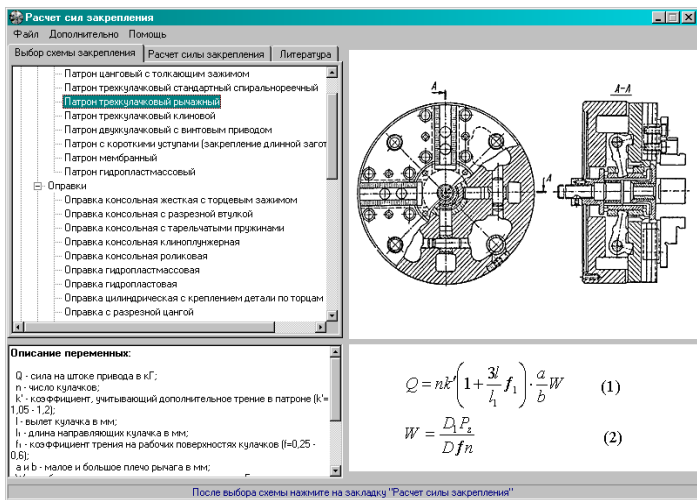 Расчет сил закрепления
Файл Дополнительно Помощь
Выбор схемы закрепления Расчет силы закрепления Литература
Патрон цанговый с толкающим зажимом
Патрон трехкулачковый стандартный спиральнореечный
Патрон трехкулачковый рычажный
Патрон трехкулачковый клиновой
Патрон двухкулачковый с винтовым приводом
Патрон с короткими уступами (закрепление длинной загот
Патрон мембранный
Патрон гидропластмассовый
Оправки
Оправка консольная жесткая с торцевым зажимом
Оправка консольная с разрезной втулкой
Оправка консольная с тарельчатыми пружинами
Оправка консольная клиноплунжерная
Оправка консольная роликовая
Оправка гидропластмассовая
Оправка гидропластовая
Оправка цилиндрическая с креплением детали по торцам
Оправка с разрезной цангой
A A-A
A
Описание переменных:
Q - сила на штоке привода в кГ;
n - число кулачков;
k' - коэффициент, учитывающий дополнительное трение в патроне (k'=
1,05 - 1,2);
l - вылет кулачка в мм;
l₁ - длина направляющих кулачка в мм;
f₁ - коэффициент трения на рабочих поверхностях кулачков (f=0,25 -
0,6);
a и b - малое и большое плечо рычага в мм;
Q = nk'(1 + 3l/l₁ f₁) · a/b W (1)
W = D₁P_z/Dfn (2)
После выбора схемы нажмите на закладку "Расчет силы закрепления"